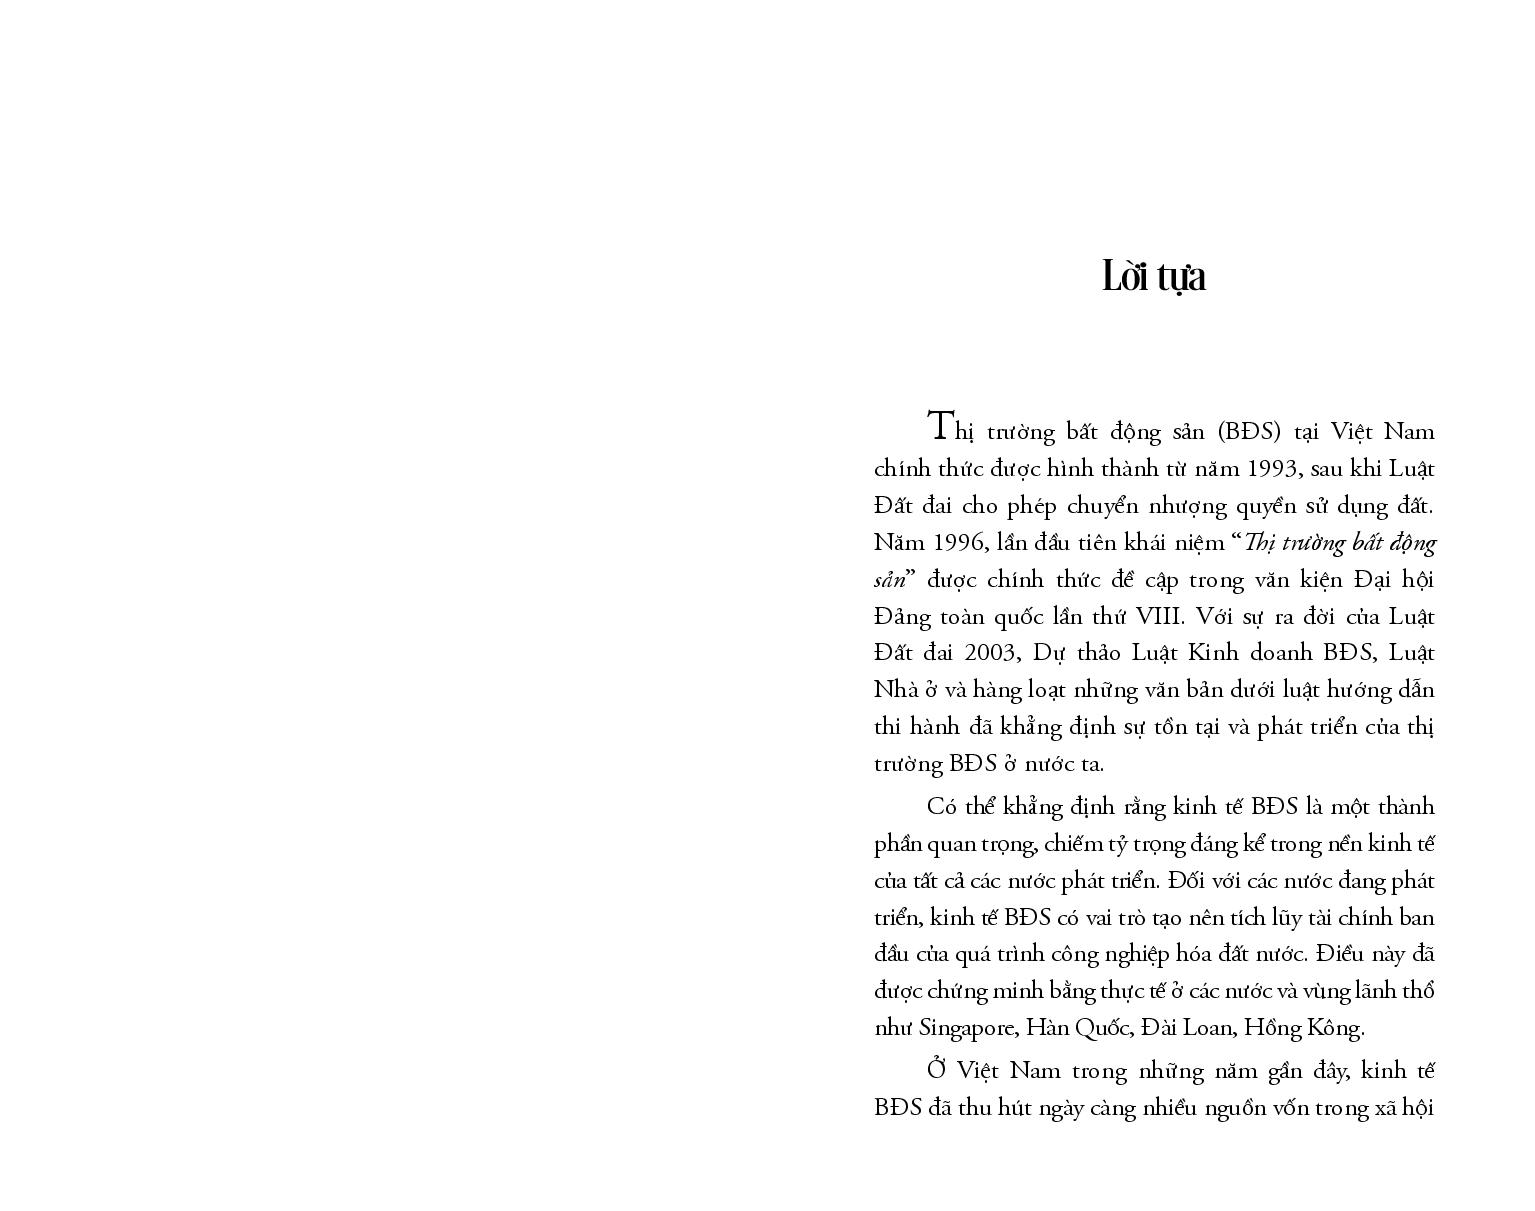 Lời tựa
Thị trường bất động sản (BĐS) tại Việt Nam
chính thức được hình thành từ năm 1993, sau khi Luật
Đất đai cho phép chuyển nhượng quyền sử dụng đất.
Năm 1996, lần đầu tiên khái niệm “Thị trường bất động
sản” được chính thức đề cập trong văn kiện Đại hội
Đảng toàn quốc lần thứ VIII. Với sự ra đời của Luật
Đất đai 2003, Dự thảo Luật Kinh doanh BĐS, Luật
Nhà ở và hàng loạt những văn bản dưới luật hướng dẫn
thi hành đã khẳng định sự tồn tại và phát triển của thị
trường BĐS ở nước ta.
Có thể khẳng định rằng kinh tế BĐS là một thành
phần quan trọng, chiếm tỷ trọng đáng kể trong nền kinh tế
của tất cả các nước phát triển. Đối với các nước đang phát
triển, kinh tế BĐS có vai trò tạo nên tích lũy tài chính ban
đầu của quá trình công nghiệp hóa đất nước. Điều này đã
được chứng minh bằng thực tế ở các nước và vùng lãnh thổ
như Singapore, Hàn Quốc, Đài Loan, Hồng Kông.
Ở Việt Nam trong những năm gần đây, kinh tế
BĐS đã thu hút ngày càng nhiều nguồn vốn trong xã hội